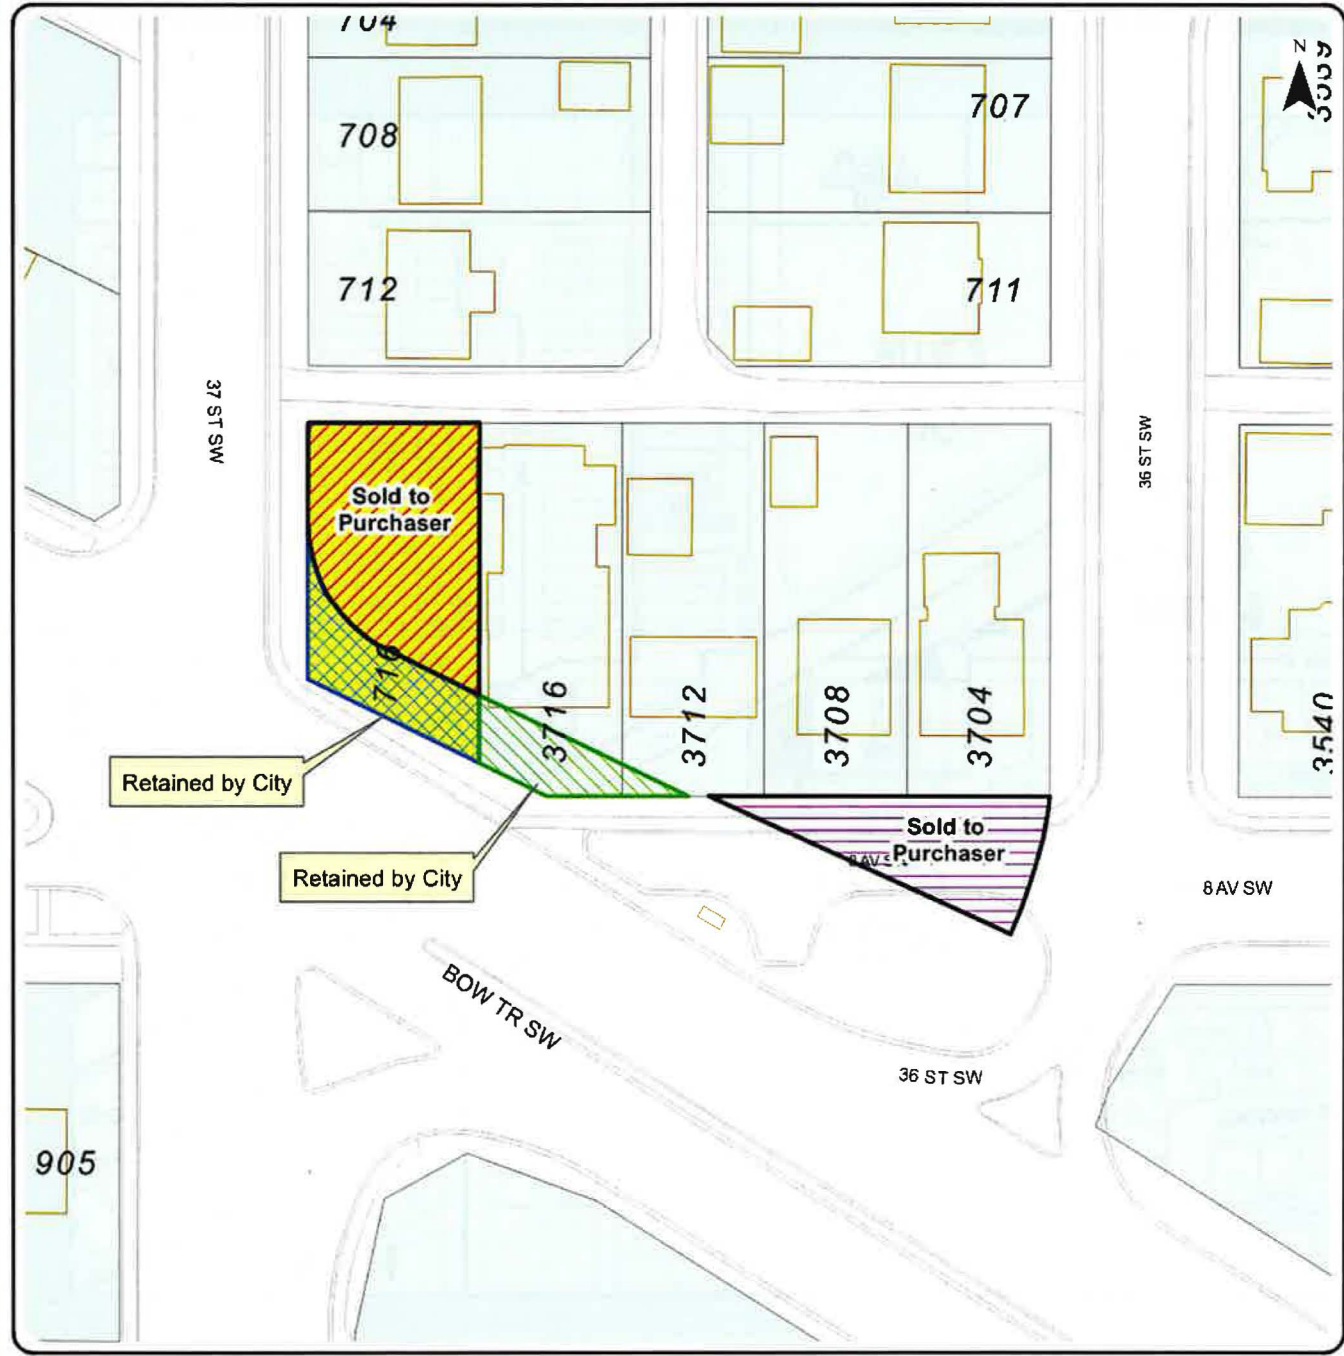 704
Z
708
707
712
711
37 ST SW
36 ST SW
Sold to
Purchaser
716
3716
3712
3708
3704
3540
Retained by City
Retained by City
Sold to
Purchaser
8 AV
8 AV SW
BOW TR SW
36 ST SW
905